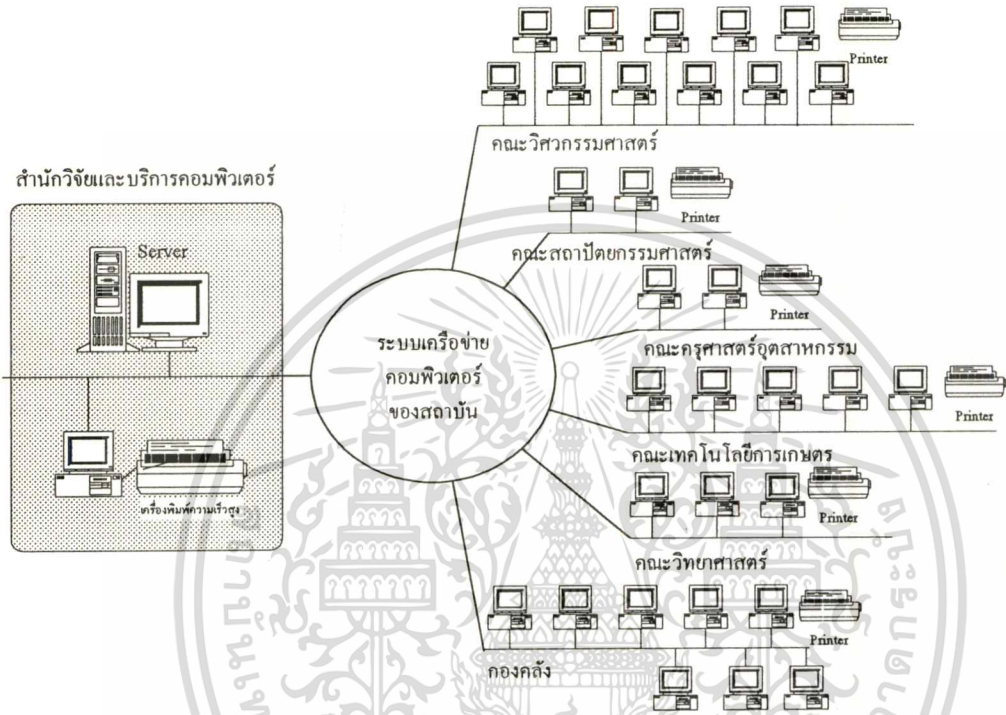 Printer
คณะวิศวกรรมศาสตร์
สำนักวิจัยและบริการคอมพิวเตอร์
Server
เครื่องพิมพ์ความเร็วสูง
ระบบเครือข่าย
คอมพิวเตอร์
ของสถาบัน
Printer
คณะสถาปัตยกรรมศาสตร์
Printer
คณะครุศาสตร์อุตสาหกรรม
Printer
คณะเทคโนโลยีการเกษตร
Printer
คณะวิทยาศาสตร์
Printer
กองคลัง